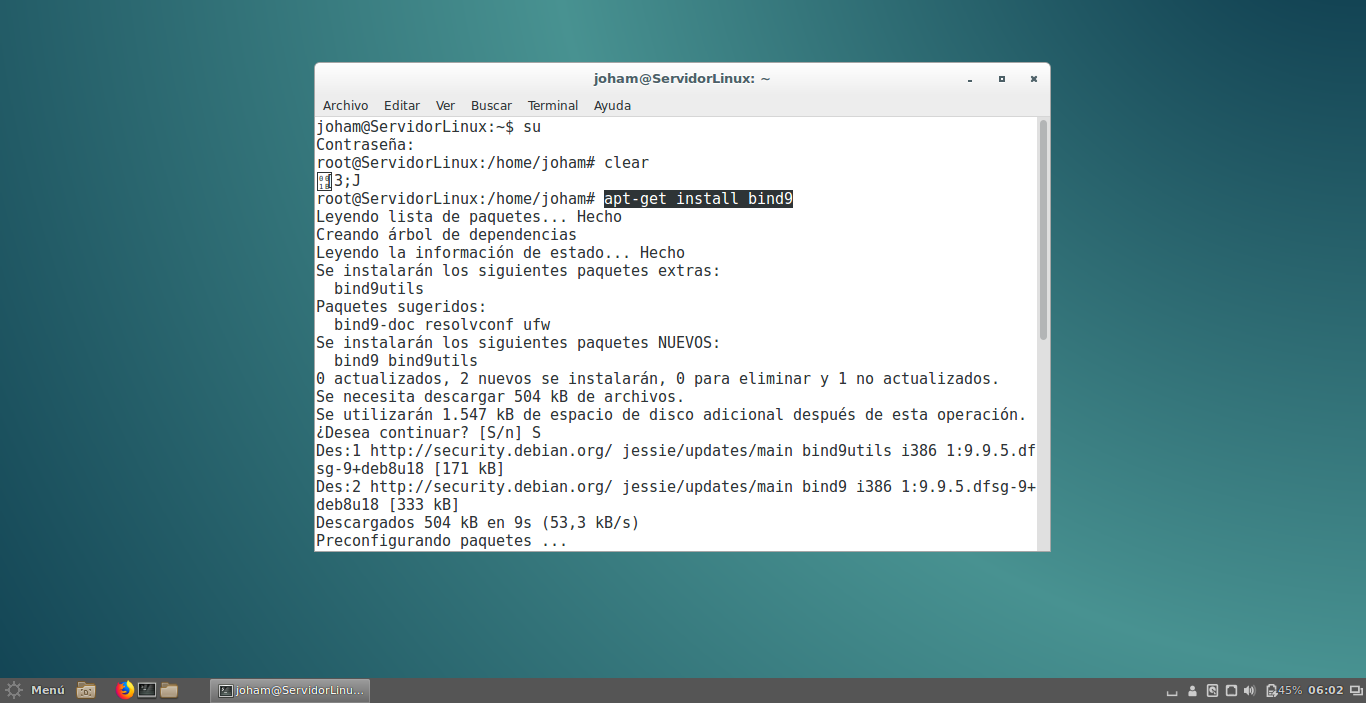 joham@ServidorLinux: ~
Archivo Editar Ver Buscar Terminal Ayuda
joham@ServidorLinux:~$ su
Contraseña:
root@ServidorLinux:/home/joham# clear
3;J
root@ServidorLinux:/home/joham# apt-get install bind9
Leyendo lista de paquetes... Hecho
Creando árbol de dependencias
Leyendo la información de estado... Hecho
Se instalarán los siguientes paquetes extras:
bind9utils
Paquetes sugeridos:
bind9-doc resolvconf ufw
Se instalarán los siguientes paquetes NUEVOS:
bind9 bind9utils
0 actualizados, 2 nuevos se instalarán, 0 para eliminar y 1 no actualizados.
Se necesita descargar 504 kB de archivos.
Se utilizarán 1.547 kB de espacio de disco adicional después de esta operación.
¿Desea continuar? [S/n] S
Des:1 http://security.debian.org/ jessie/updates/main bind9utils i386 1:9.9.5.df
sg-9+deb8u18 [171 kB]
Des:2 http://security.debian.org/ jessie/updates/main bind9 i386 1:9.9.5.dfsg-9+
deb8u18 [333 kB]
Descargados 504 kB en 9s (53,3 kB/s)
Preconfigurando paquetes ...
Menú joham@ServidorLinu... 45% 06:02